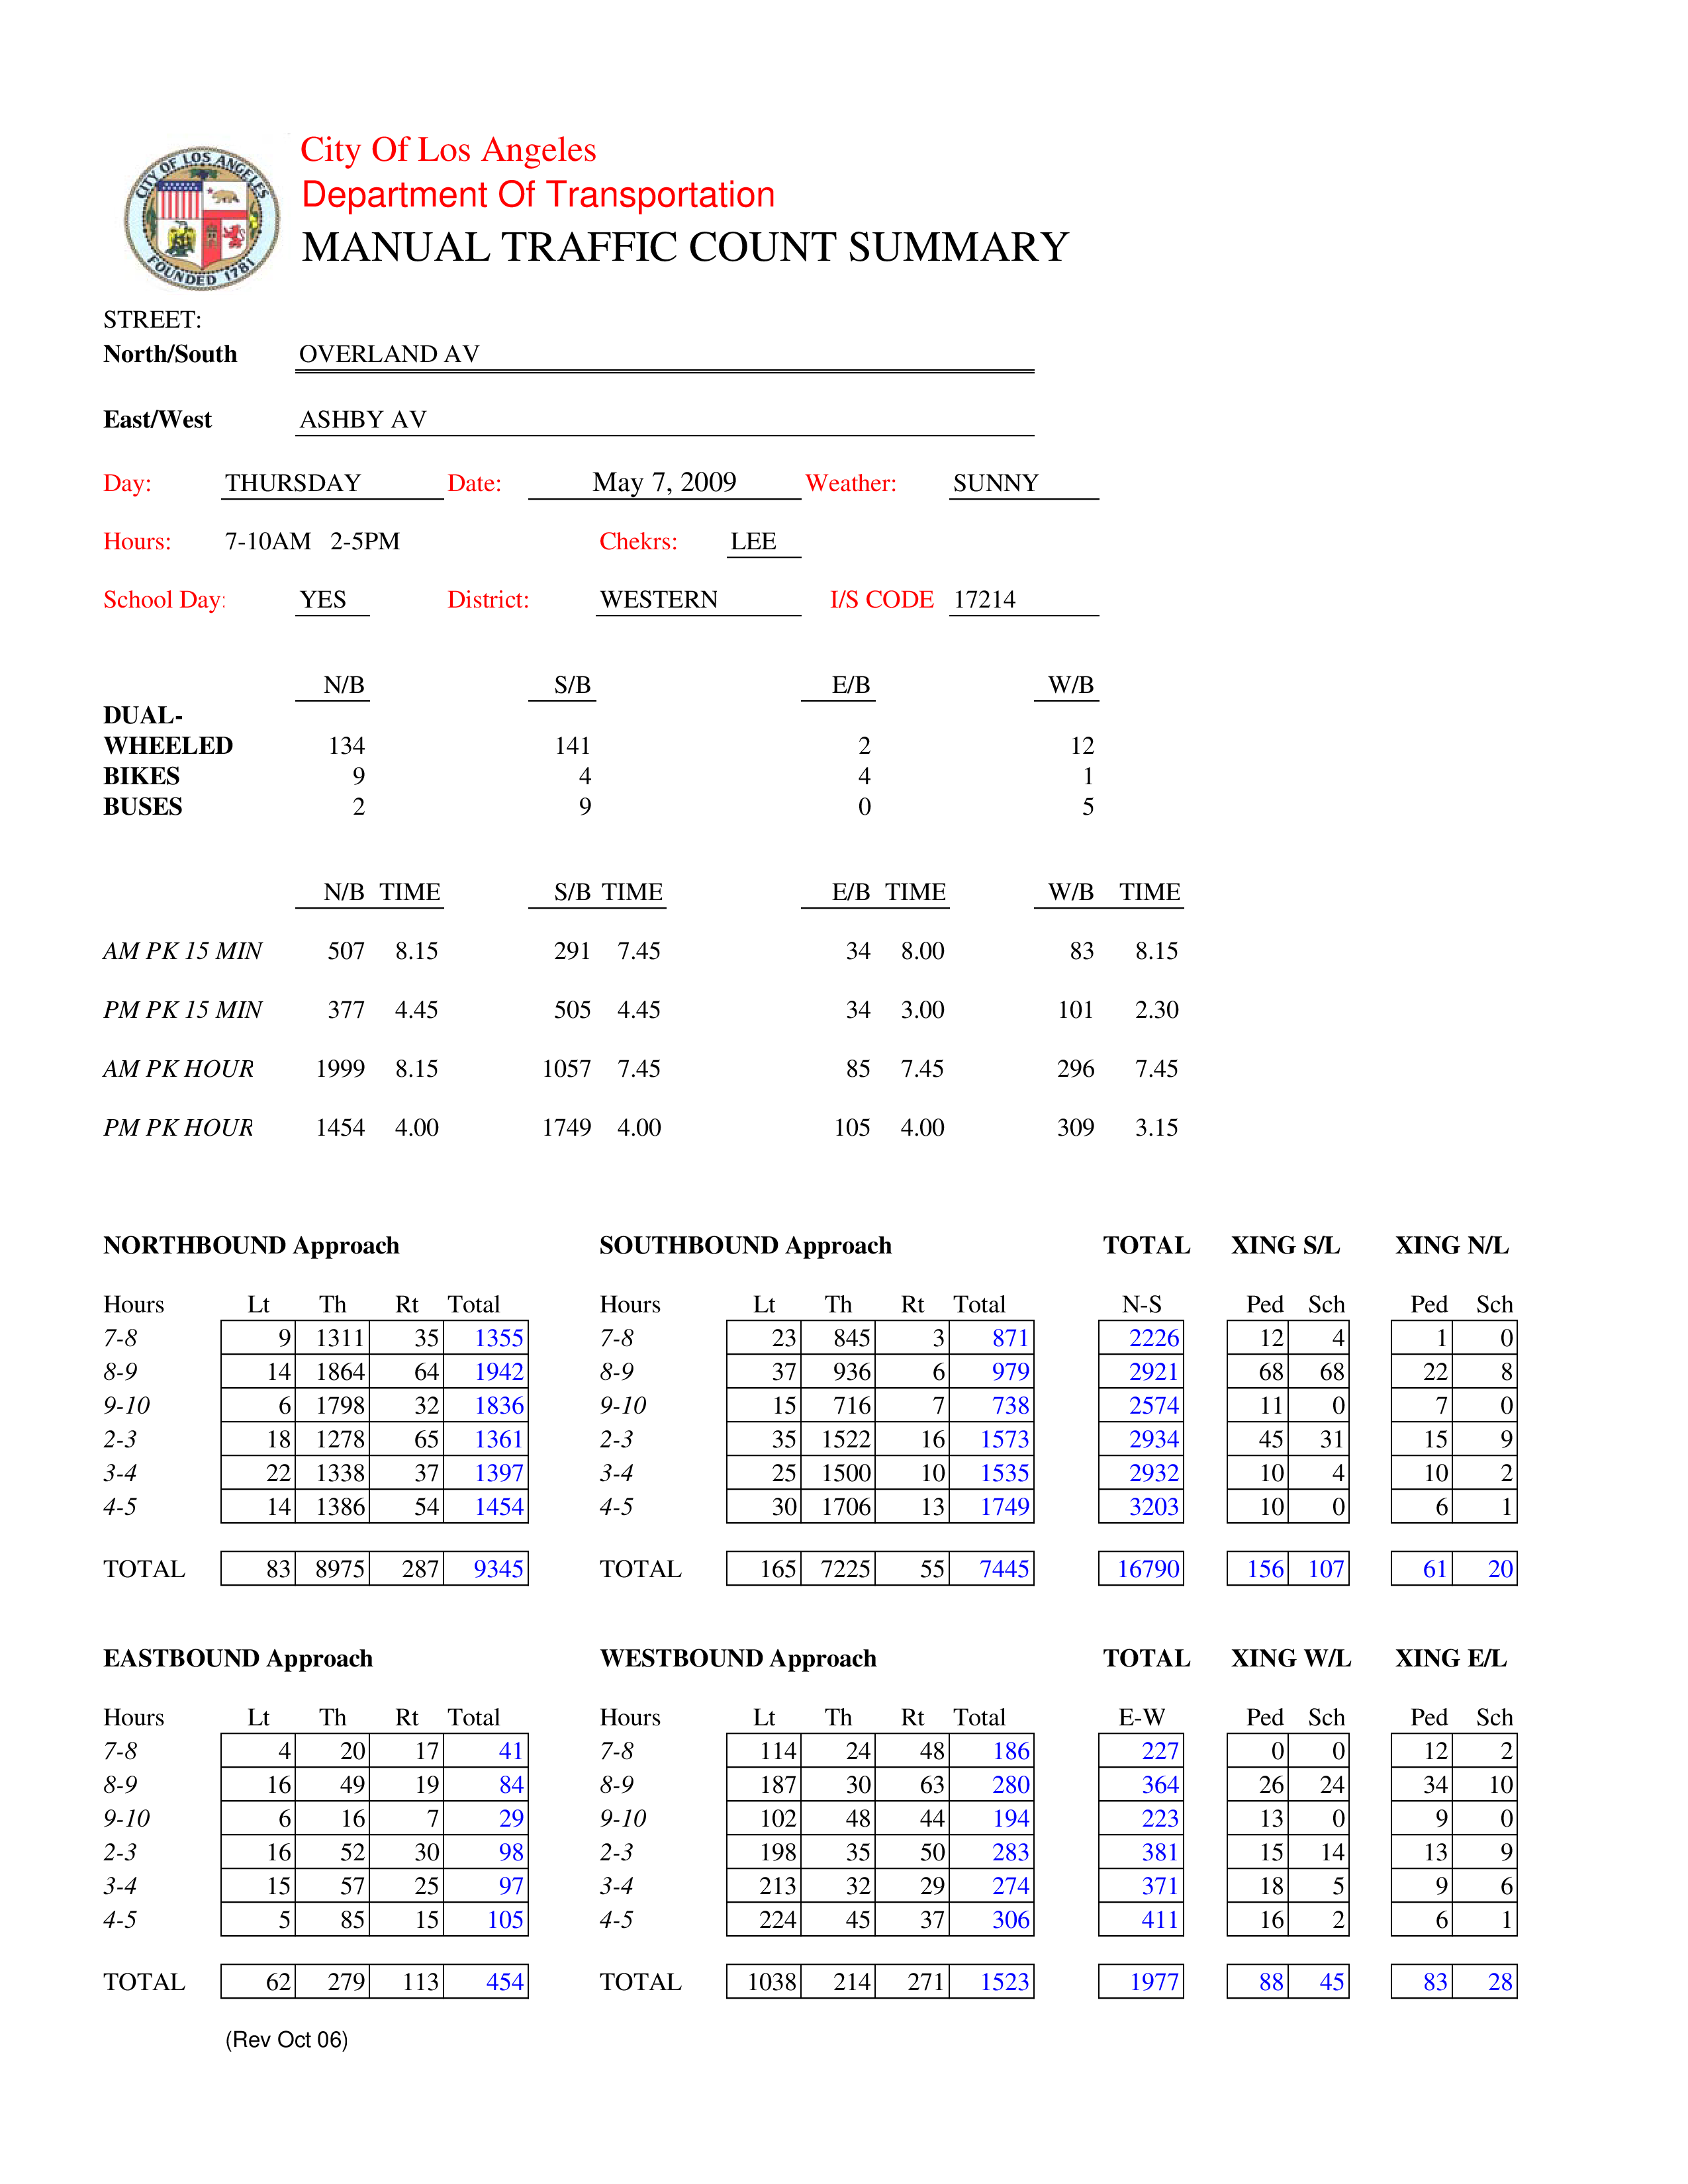 CITY OF LOS ANGELES
FOUNDED 1781
City Of Los Angeles
Department Of Transportation
MANUAL TRAFFIC COUNT SUMMARY
STREET:
North/South OVERLAND AV
East/West ASHBY AV
Day: THURSDAY Date: May 7, 2009 Weather: SUNNY
Hours: 7-10AM 2-5PM Chekrs: LEE
School Day: YES District: WESTERN I/S CODE 17214
N/B S/B E/B W/B
DUAL-
WHEELED 134 141 2 12
BIKES 9 4 4 1
BUSES 2 9 0 5
N/B TIME S/B TIME E/B TIME W/B TIME
AM PK 15 MIN 507 8.15 291 7.45 34 8.00 83 8.15
PM PK 15 MIN 377 4.45 505 4.45 34 3.00 101 2.30
AM PK HOUR 1999 8.15 1057 7.45 85 7.45 296 7.45
PM PK HOUR 1454 4.00 1749 4.00 105 4.00 309 3.15
NORTHBOUND Approach SOUTHBOUND Approach TOTAL XING S/L XING N/L
Hours Lt Th Rt Total Hours Lt Th Rt Total N-S Ped Sch Ped Sch
7-8 9 1311 35 1355 7-8 23 845 3 871 2226 12 4 1 0
8-9 14 1864 64 1942 8-9 37 936 6 979 2921 68 68 22 8
9-10 6 1798 32 1836 9-10 15 716 7 738 2574 11 0 7 0
2-3 18 1278 65 1361 2-3 35 1522 16 1573 2934 45 31 15 9
3-4 22 1338 37 1397 3-4 25 1500 10 1535 2932 10 4 10 2
4-5 14 1386 54 1454 4-5 30 1706 13 1749 3203 10 0 6 1
TOTAL 83 8975 287 9345 TOTAL 165 7225 55 7445 16790 156 107 61 20
EASTBOUND Approach WESTBOUND Approach TOTAL XING W/L XING E/L
Hours Lt Th Rt Total Hours Lt Th Rt Total E-W Ped Sch Ped Sch
7-8 4 20 17 41 7-8 114 24 48 186 227 0 0 12 2
8-9 16 49 19 84 8-9 187 30 63 280 364 26 24 34 10
9-10 6 16 7 29 9-10 102 48 44 194 223 13 0 9 0
2-3 16 52 30 98 2-3 198 35 50 283 381 15 14 13 9
3-4 15 57 25 97 3-4 213 32 29 274 371 18 5 9 6
4-5 5 85 15 105 4-5 224 45 37 306 411 16 2 6 1
TOTAL 62 279 113 454 TOTAL 1038 214 271 1523 1977 88 45 83 28
(Rev Oct 06)